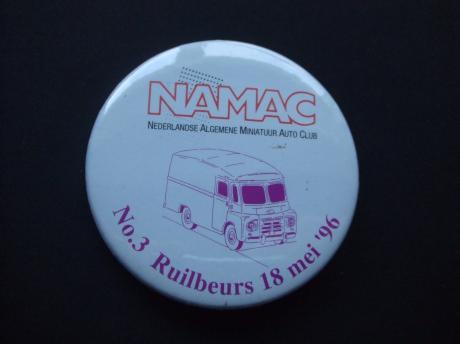 NAMAC
NEDERLANDSE ALGEMENE MINIATUUR AUTO CLUB
No.3 Ruilbeurs 18 mei '96